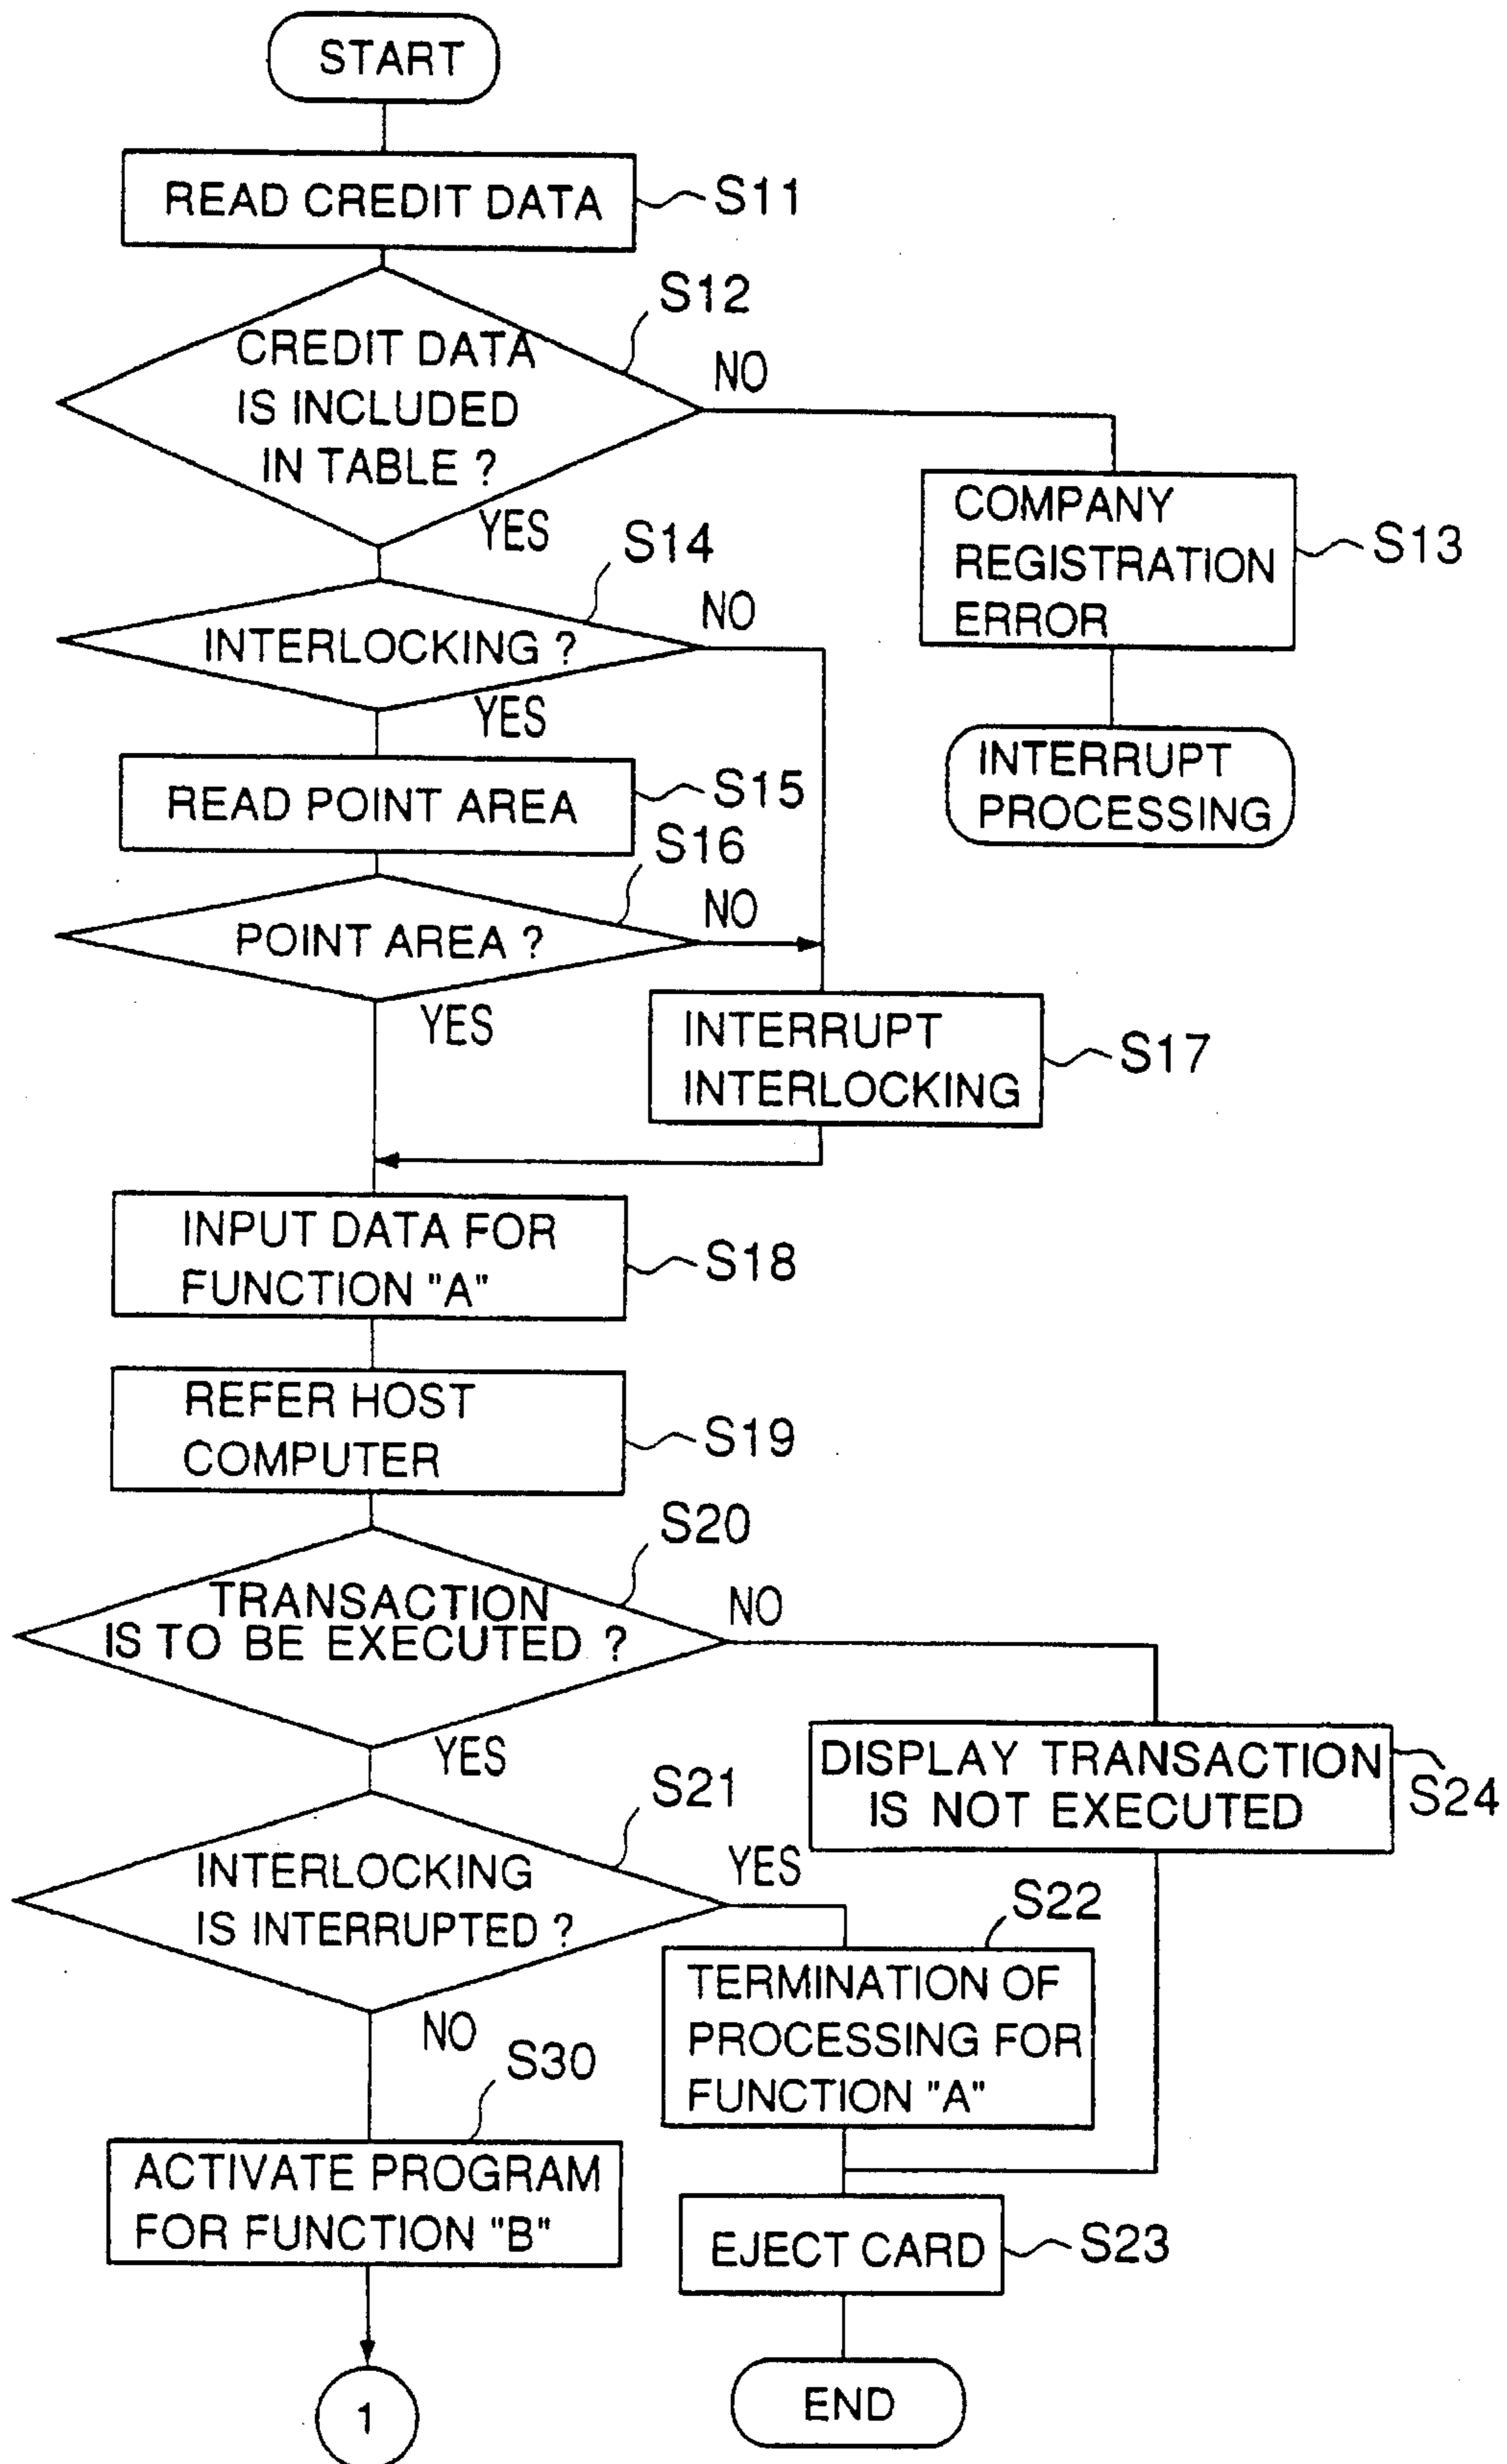 START
READ CREDIT DATA
S11
S12
CREDIT DATA
IS INCLUDED
IN TABLE ?
NO
YES
COMPANY
REGISTRATION
ERROR
S13
INTERRUPT
PROCESSING
S14
INTERLOCKING ?
NO
YES
READ POINT AREA
S15
S16
POINT AREA ?
NO
YES
INTERRUPT
INTERLOCKING
S17
INPUT DATA FOR
FUNCTION "A"
S18
REFER HOST
COMPUTER
S19
S20
TRANSACTION
IS TO BE EXECUTED ?
NO
YES
DISPLAY TRANSACTION
IS NOT EXECUTED
S24
S21
INTERLOCKING
IS INTERRUPTED ?
YES
NO
S22
TERMINATION OF
PROCESSING FOR
FUNCTION "A"
S30
ACTIVATE PROGRAM
FOR FUNCTION "B"
EJECT CARD
S23
1
END